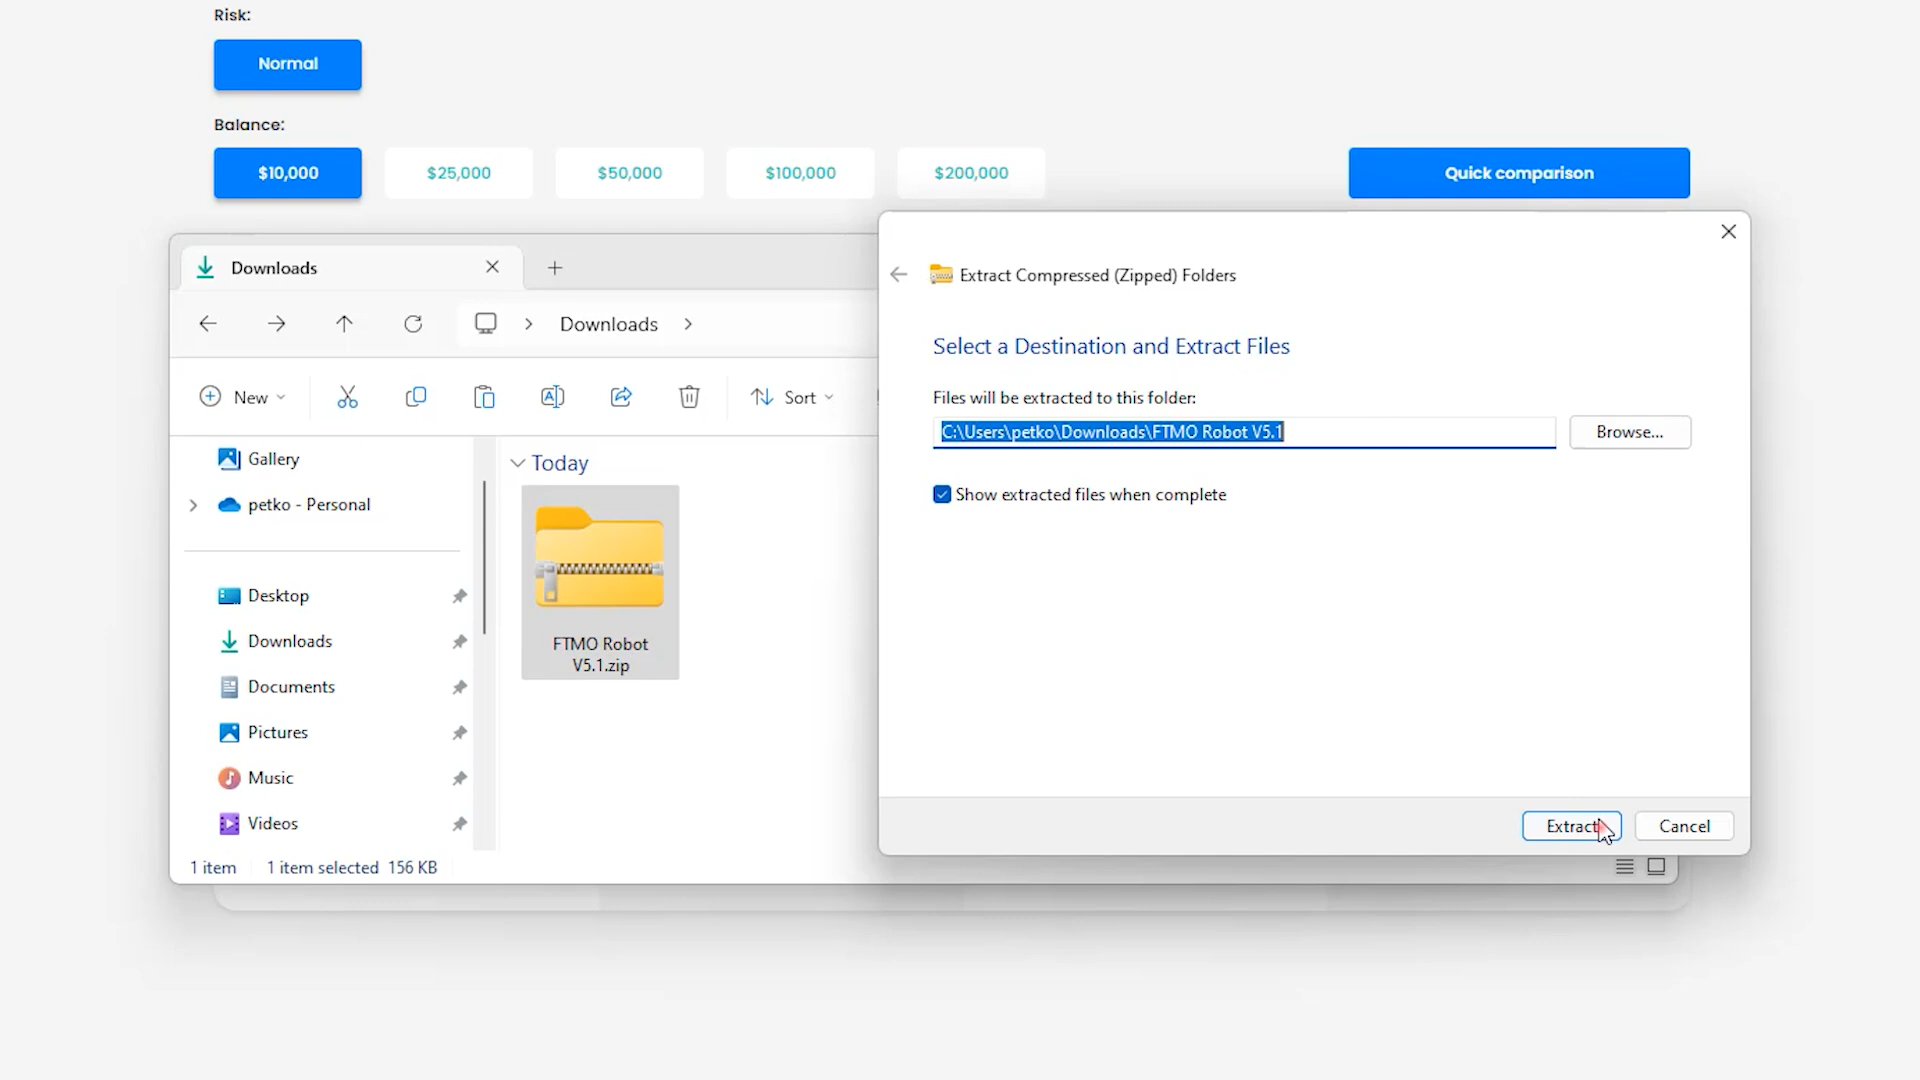 Risk:
Normal
Balance:
$10,000 $25,000 $50,000 $100,000 $200,000 Quick comparison
Downloads
Downloads
New Sort
Gallery
petko - Personal
Desktop
Downloads
Documents
Pictures
Music
Videos
Today
FTMO Robot
V5.1.zip
1 item 1 item selected 156 KB
Extract Compressed (Zipped) Folders
Select a Destination and Extract Files
Files will be extracted to this folder:
C:\Users\petko\Downloads\FTMO Robot V5.1
Browse...
Show extracted files when complete
Extract Cancel